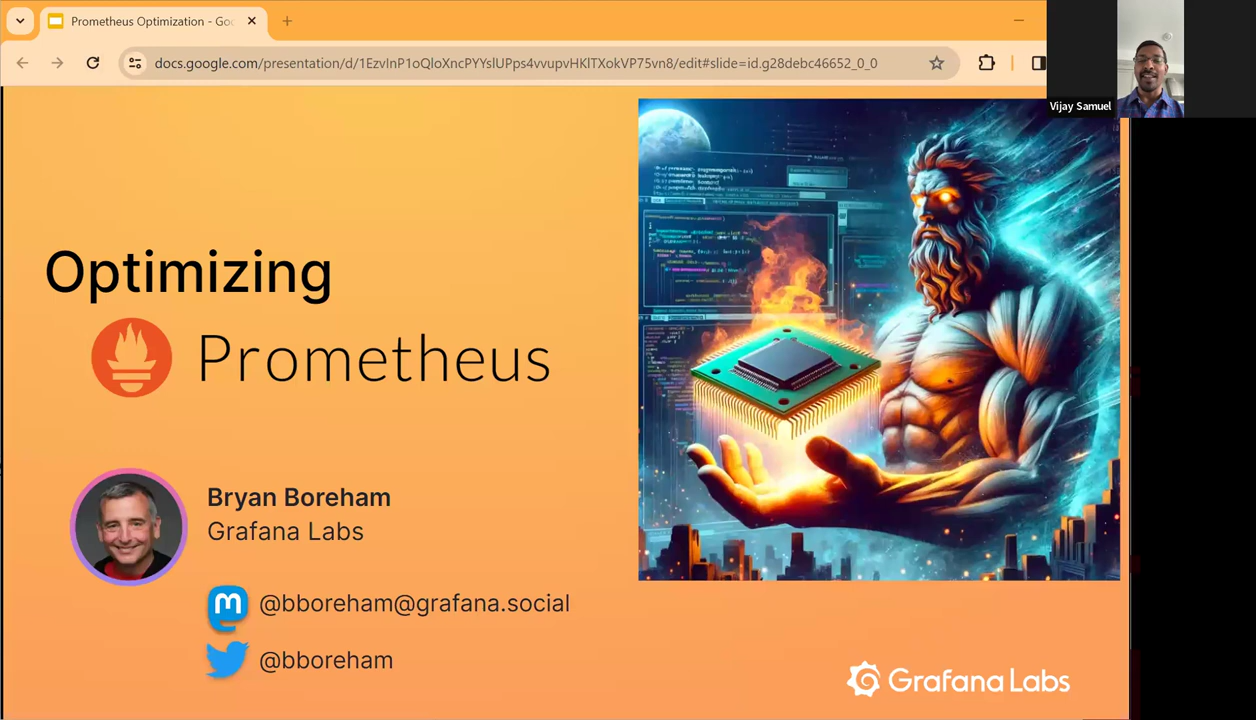 Prometheus Optimization - Goo
docs.google.com/presentation/d/1EzvInP1oQloXncPYYslUPps4vvupvHKlTXokVP75vn8/edit#slide=id.g28debc46652_0_0
Vijay Samuel
Optimizing
Prometheus
Bryan Boreham
Grafana Labs
@bboreham@grafana.social
@bboreham
Grafana Labs